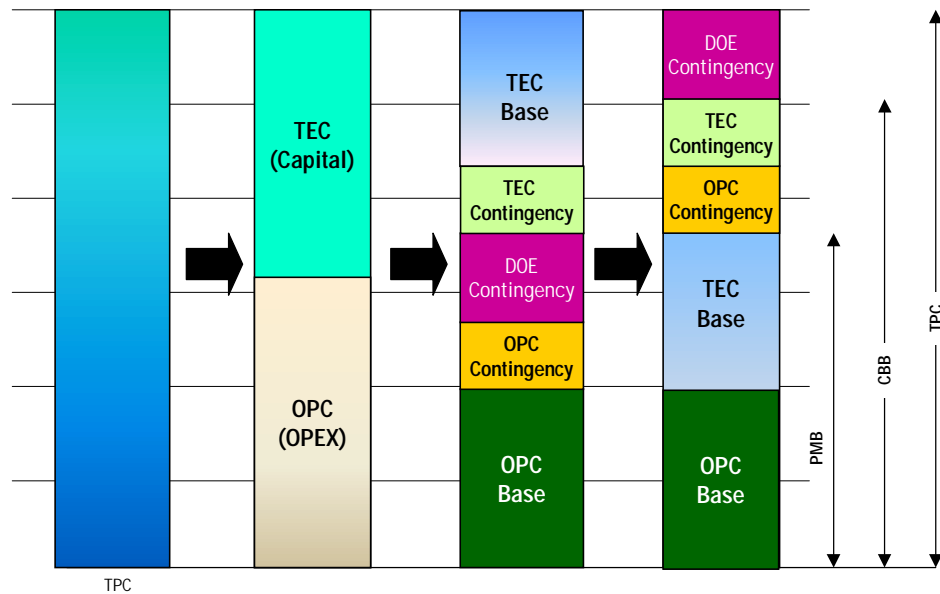 TPC
TEC
(Capital)
OPC
(OPEX)
TEC
Base
TEC
Contingency
DOE
Contingency
OPC
Contingency
OPC
Base
DOE
Contingency
TEC
Contingency
OPC
Contingency
TEC
Base
OPC
Base
PMB
CBB
TPC